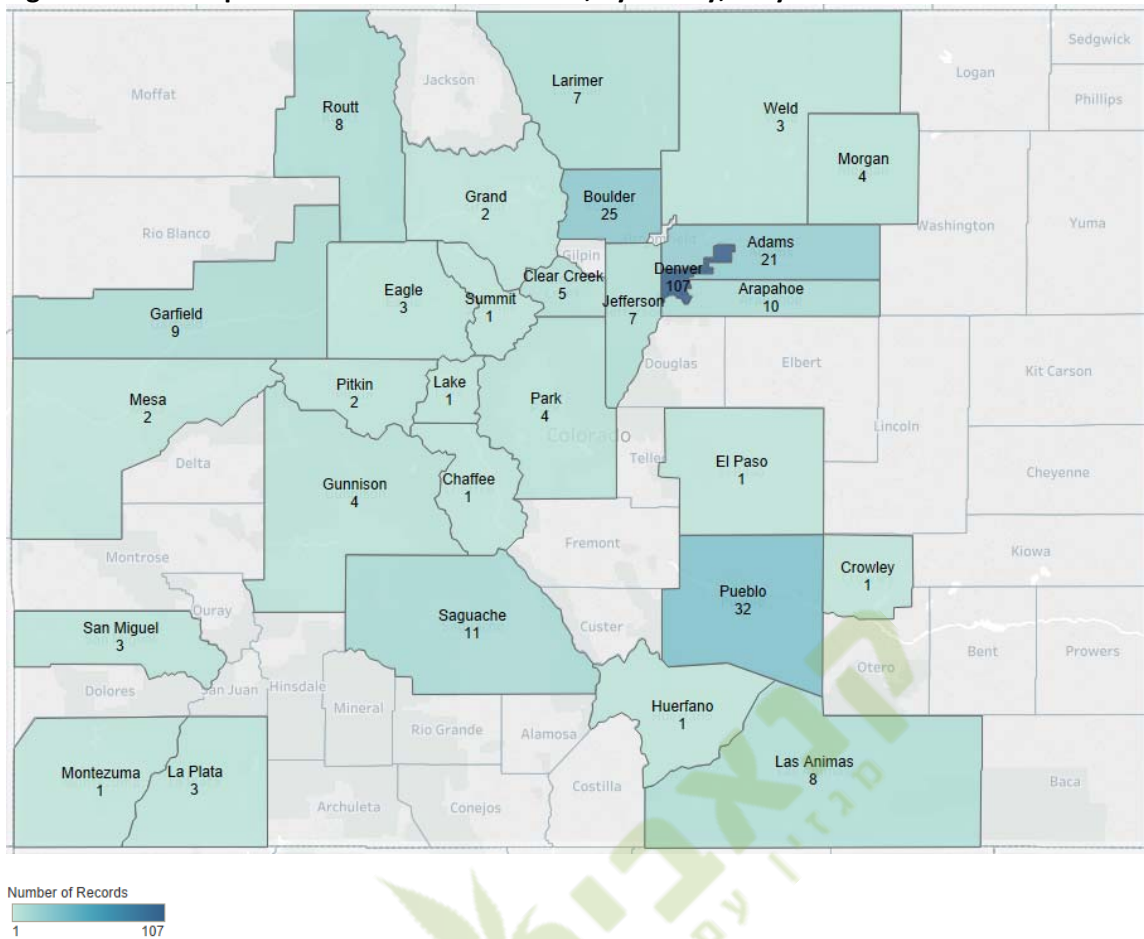 Sedgwick
Jackson
Logan
Larimer
7
Moffat
Phillips
Routt
8
Weld
3
Morgan
4
Grand
2
Boulder
25
Washington
Yuma
Rio Blanco
Adams
21
Gilpin
Denver
107
Clear Creek
5
Eagle
3
Summit
1
Jefferson
7
Arapahoe
10
Garfield
9
Douglas
Elbert
Kit Carson
Pitkin
2
Lake
1
Mesa
2
Park
4
Lincoln
Colorado
Delta
Teller
El Paso
1
Cheyenne
Gunnison
4
Chaffee
1
Fremont
Montrose
Kiowa
Crowley
1
Pueblo
32
Ouray
Saguache
11
Custer
San Miguel
3
Bent
Prowers
Otero
Dolores
San Juan
Hinsdale
Mineral
Huerfano
1
Rio Grande
Alamosa
Las Animas
8
Montezuma
1
La Plata
3
Costilla
Baca
Archuleta
Conejos
Number of Records
1
107